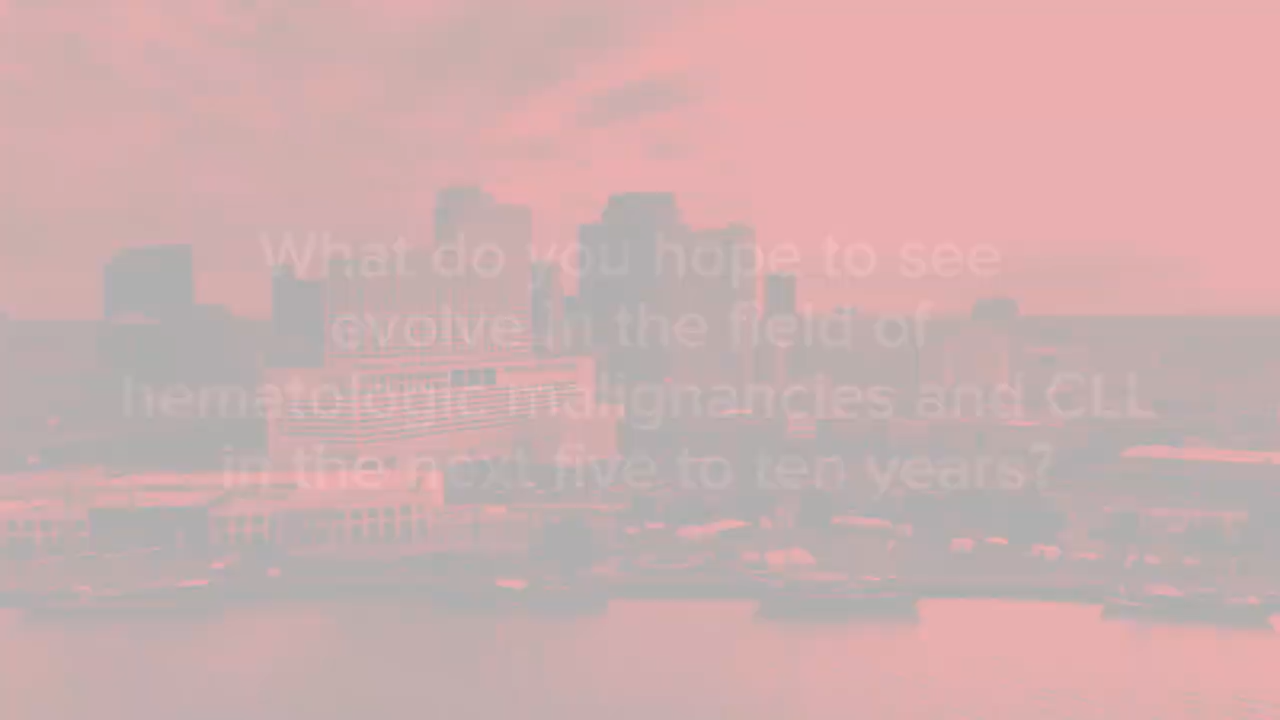 What do you hope to see
evolve in the field of
hematologic malignancies and CLL
in the next five to ten years?